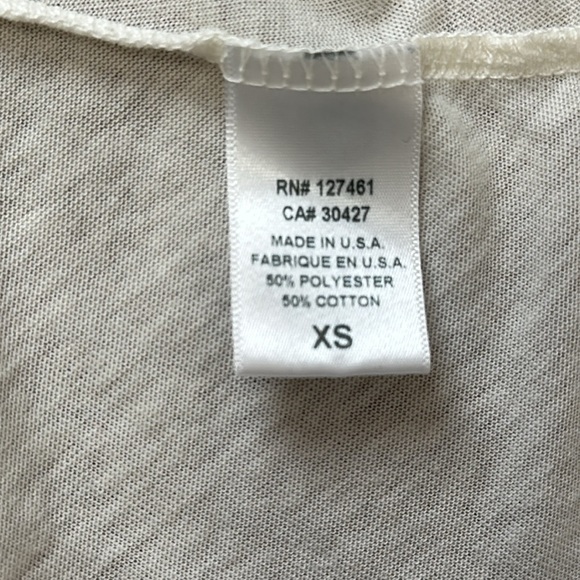 RN# 127461
CA# 30427
MADE IN U.S.A.
FABRIQUE EN U.S.A.
50% POLYESTER
50% COTTON
XS